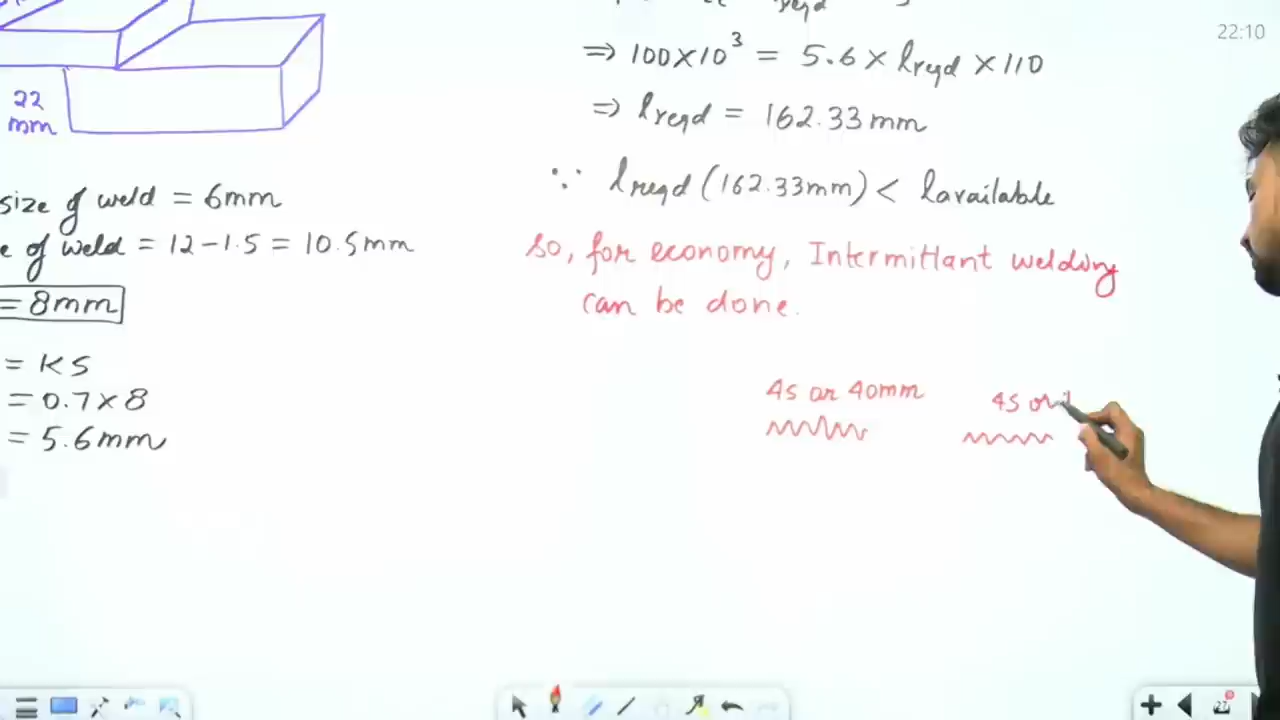 ⇒ 100×10³ = 5.6 × lreqd × 110
⇒ lreqd = 162.33 mm
∵ lreqd (162.33mm) < lavailable
so, for economy, Intermittant welding
can be done.
4s or 40mm
4s or
22:10
22
mm
size of weld = 6mm
of weld = 12 - 1.5 = 10.5mm
= 8mm
= KS
= 0.7 × 8
= 5.6mm